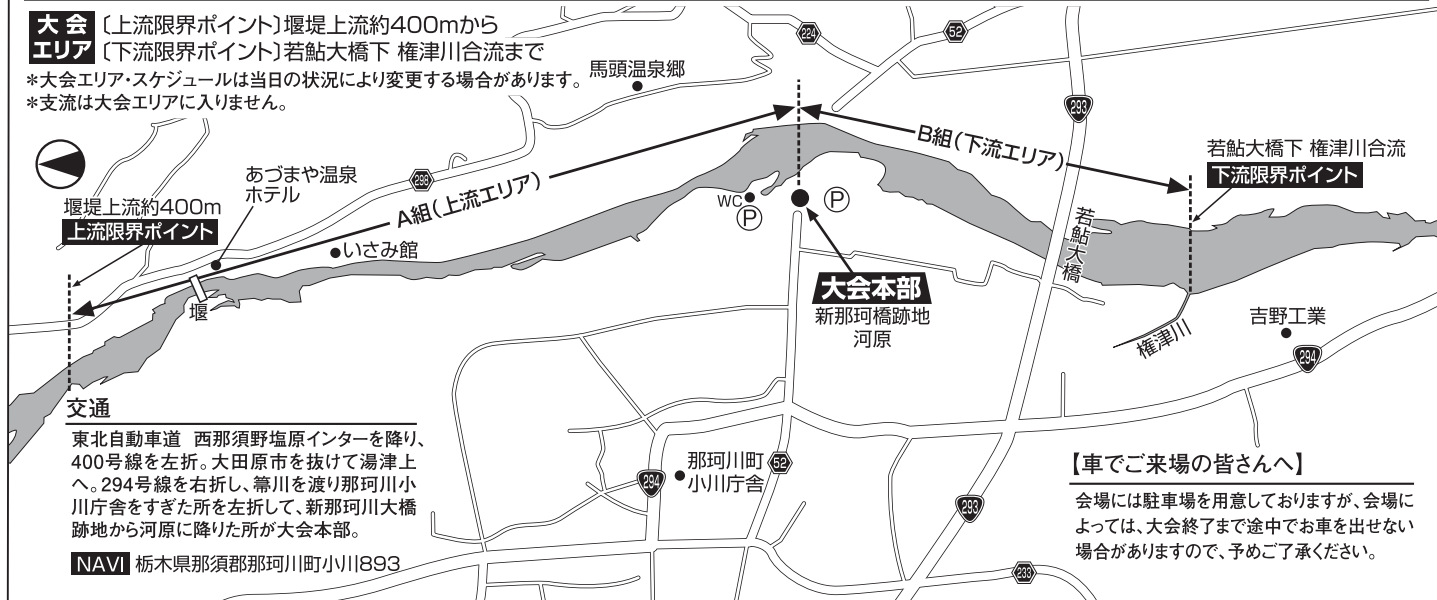 大会エリア
〔上流限界ポイント〕堰堤上流約400mから
〔下流限界ポイント〕若鮎大橋下 権津川合流まで
*大会エリア・スケジュールは当日の状況により変更する場合があります。
*支流は大会エリアに入りません。
馬頭温泉郷
224
52
293
298
あづまや温泉
ホテル
堰堤上流約400m
上流限界ポイント
A組(上流エリア)
B組(下流エリア)
若鮎大橋下 権津川合流
下流限界ポイント
いさみ館
WC
P
P
若鮎大橋
堰
大会本部
新那珂橋跡地
河原
権津川
吉野工業
294
交通
東北自動車道 西那須野塩原インターを降り、
400号線を左折。大田原市を抜けて湯津上
へ。294号線を右折し、箒川を渡り那珂川小
川庁舎をすぎた所を左折して、新那珂川大橋
跡地から河原に降りた所が大会本部。
NAVI 栃木県那須郡那珂川町小川893
294
那珂川町
小川庁舎
52
293
233
【車でご来場の皆さんへ】
会場には駐車場を用意しておりますが、会場に
よっては、大会終了まで途中でお車を出せない
場合がありますので、予めご了承ください。